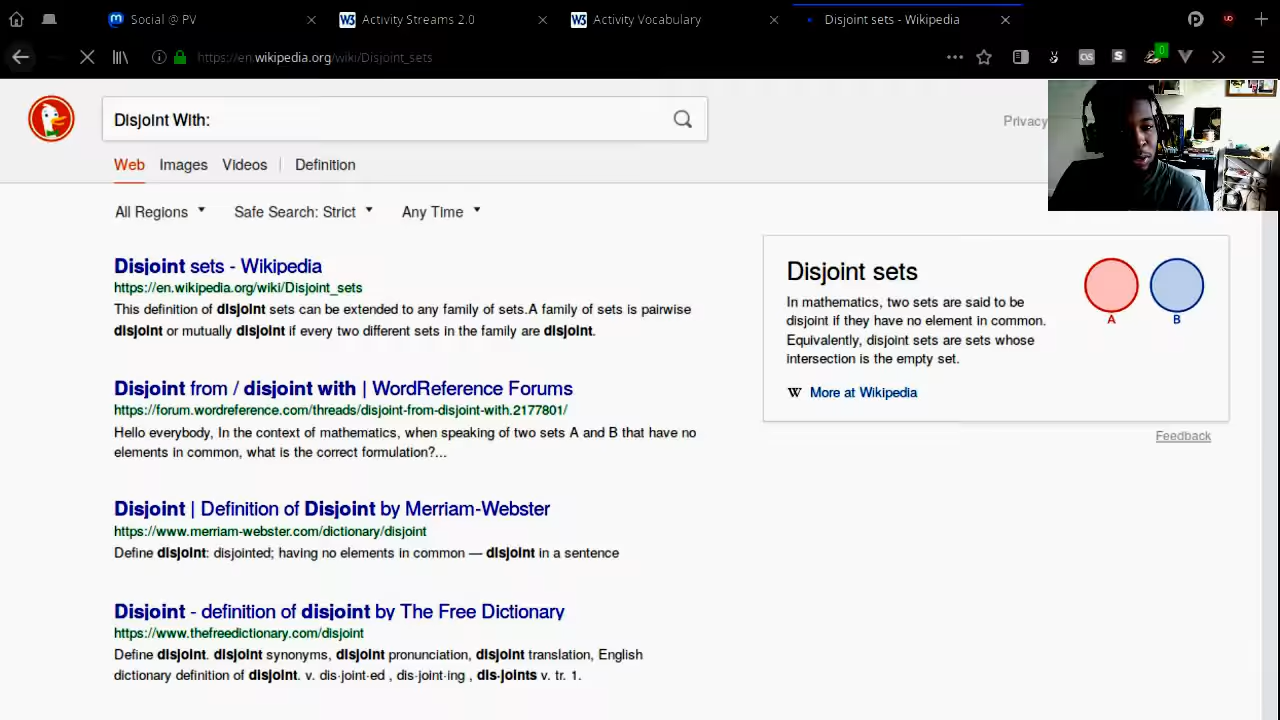 Social @ PV
W3 Activity Streams 2.0
W3 Activity Vocabulary
Disjoint sets - Wikipedia
https://en.wikipedia.org/wiki/Disjoint_sets
0
Disjoint With:
Privacy
Web Images Videos Definition
All Regions Safe Search: Strict Any Time
Disjoint sets - Wikipedia
https://en.wikipedia.org/wiki/Disjoint_sets
This definition of disjoint sets can be extended to any family of sets.A family of sets is pairwise
disjoint or mutually disjoint if every two different sets in the family are disjoint.
Disjoint from / disjoint with | WordReference Forums
https://forum.wordreference.com/threads/disjoint-from-disjoint-with.2177801/
Hello everybody, In the context of mathematics, when speaking of two sets A and B that have no
elements in common, what is the correct formulation?...
Disjoint | Definition of Disjoint by Merriam-Webster
https://www.merriam-webster.com/dictionary/disjoint
Define disjoint: disjointed; having no elements in common — disjoint in a sentence
Disjoint - definition of disjoint by The Free Dictionary
https://www.thefreedictionary.com/disjoint
Define disjoint. disjoint synonyms, disjoint pronunciation, disjoint translation, English
dictionary definition of disjoint. v. dis·joint·ed , dis·joint·ing , dis·joints v. tr. 1.
Disjoint sets
In mathematics, two sets are said to be
disjoint if they have no element in common.
Equivalently, disjoint sets are sets whose
intersection is the empty set.
W More at Wikipedia
A B
Feedback